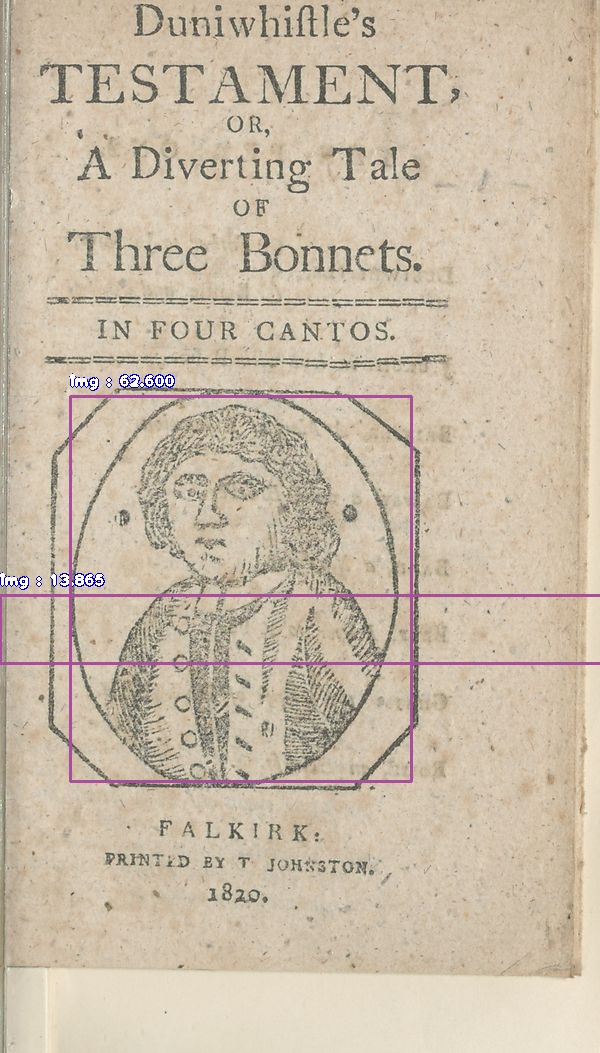 Duniwhiſtle's
TESTAMENT,
OR,
A Diverting Tale
OF
Three Bonnets.
IN FOUR CANTOS.
img : 62.600
img : 13.865
FALKIRK:
PRINTED BY T JOHNSTON.
1820.